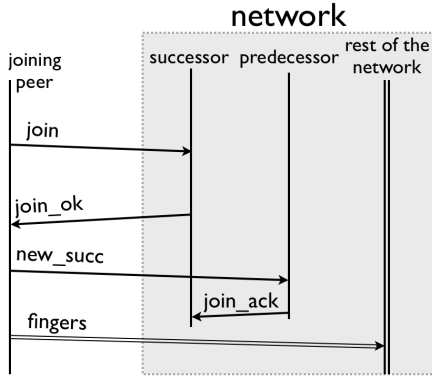 network
joining
peer
successor
predecessor
rest of the
network
join
join_ok
new_succ
join_ack
fingers